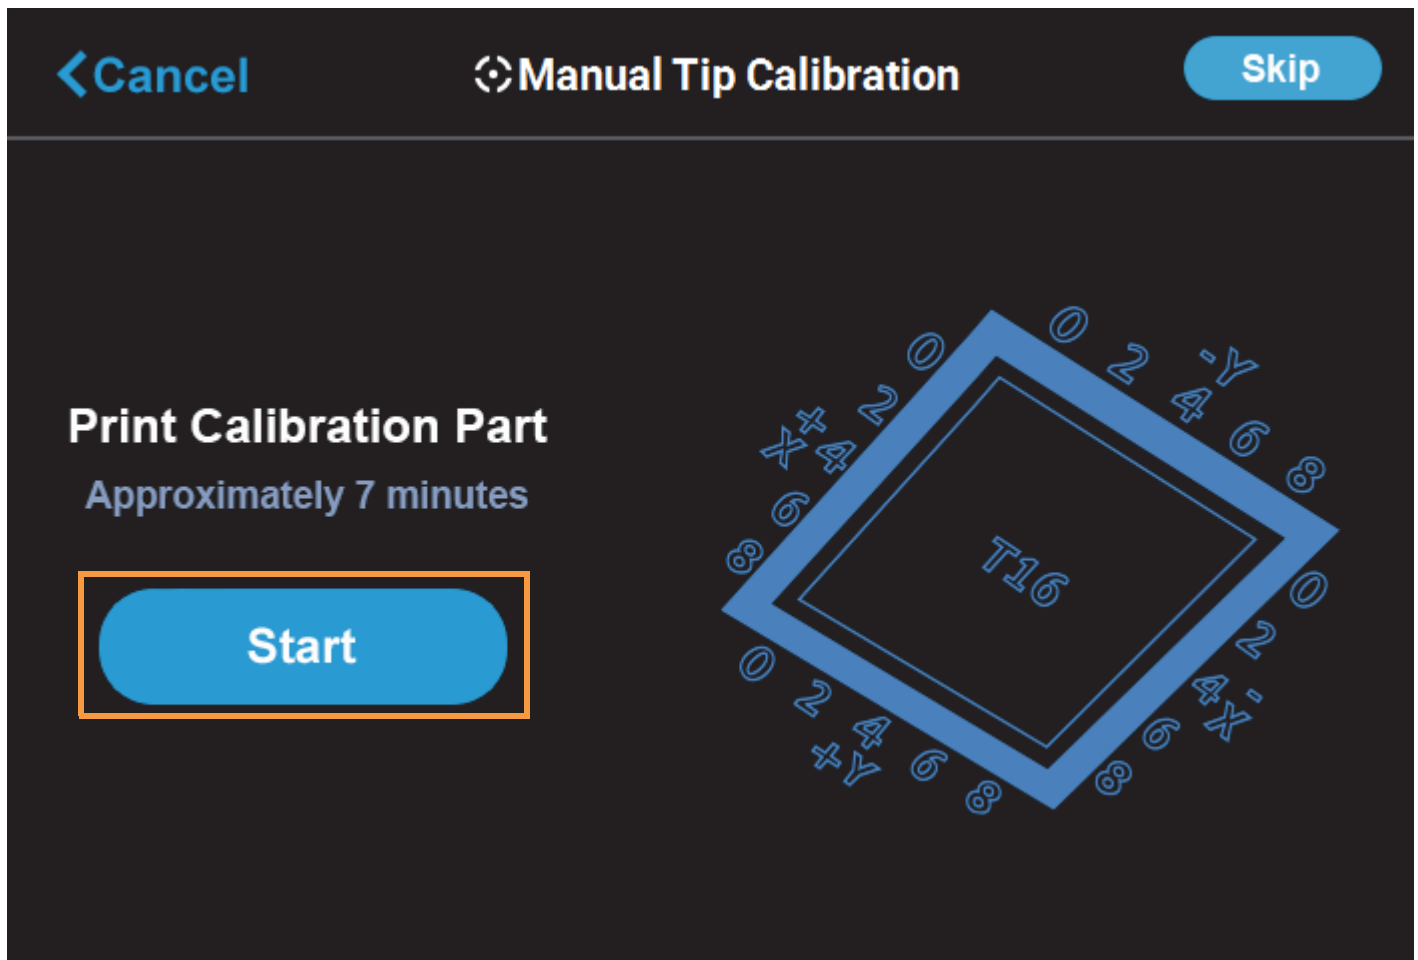 Cancel
Manual Tip Calibration
Skip
Print Calibration Part
Approximately 7 minutes
Start
0 2 4 6 8
+X
0 2 4 6 8
-Y
T16
0 2 4 6 8
+Y
0 2 4 6 8
-X